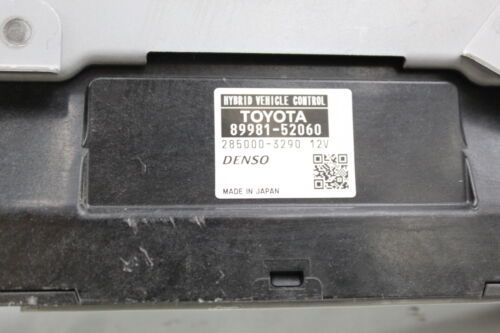 HYBRID VEHICLE CONTROL
TOYOTA
89981-52060
285000-3290 12V
DENSO
MADE IN JAPAN